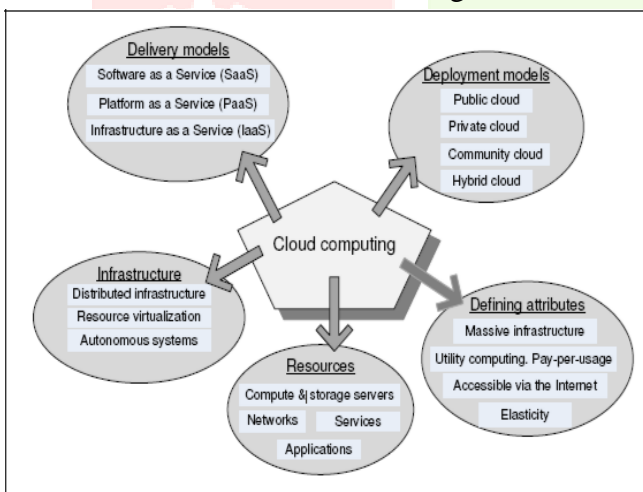 Delivery models
Software as a Service (SaaS)
Platform as a Service (PaaS)
Infrastructure as a Service (IaaS)
Deployment models
Public cloud
Private cloud
Community cloud
Hybrid cloud
Cloud computing
Infrastructure
Distributed infrastructure
Resource virtualization
Autonomous systems
Resources
Compute &| storage servers
Networks Services
Applications
Defining attributes
Massive infrastructure
Utility computing. Pay-per-usage
Accessible via the Internet
Elasticity